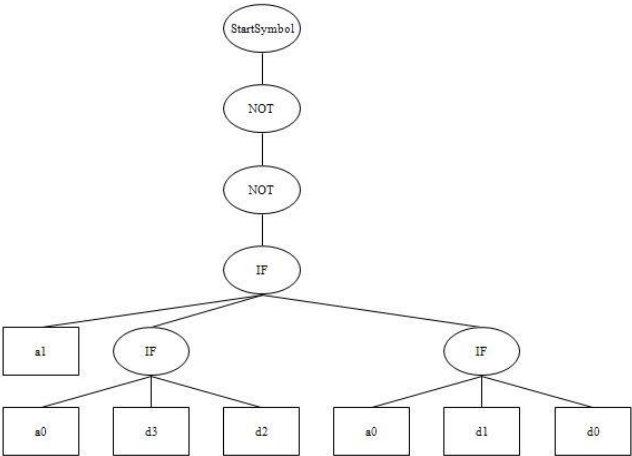 StartSymbol
NOT
NOT
IF
a1 IF IF
a0 d3 d2 a0 d1 d0